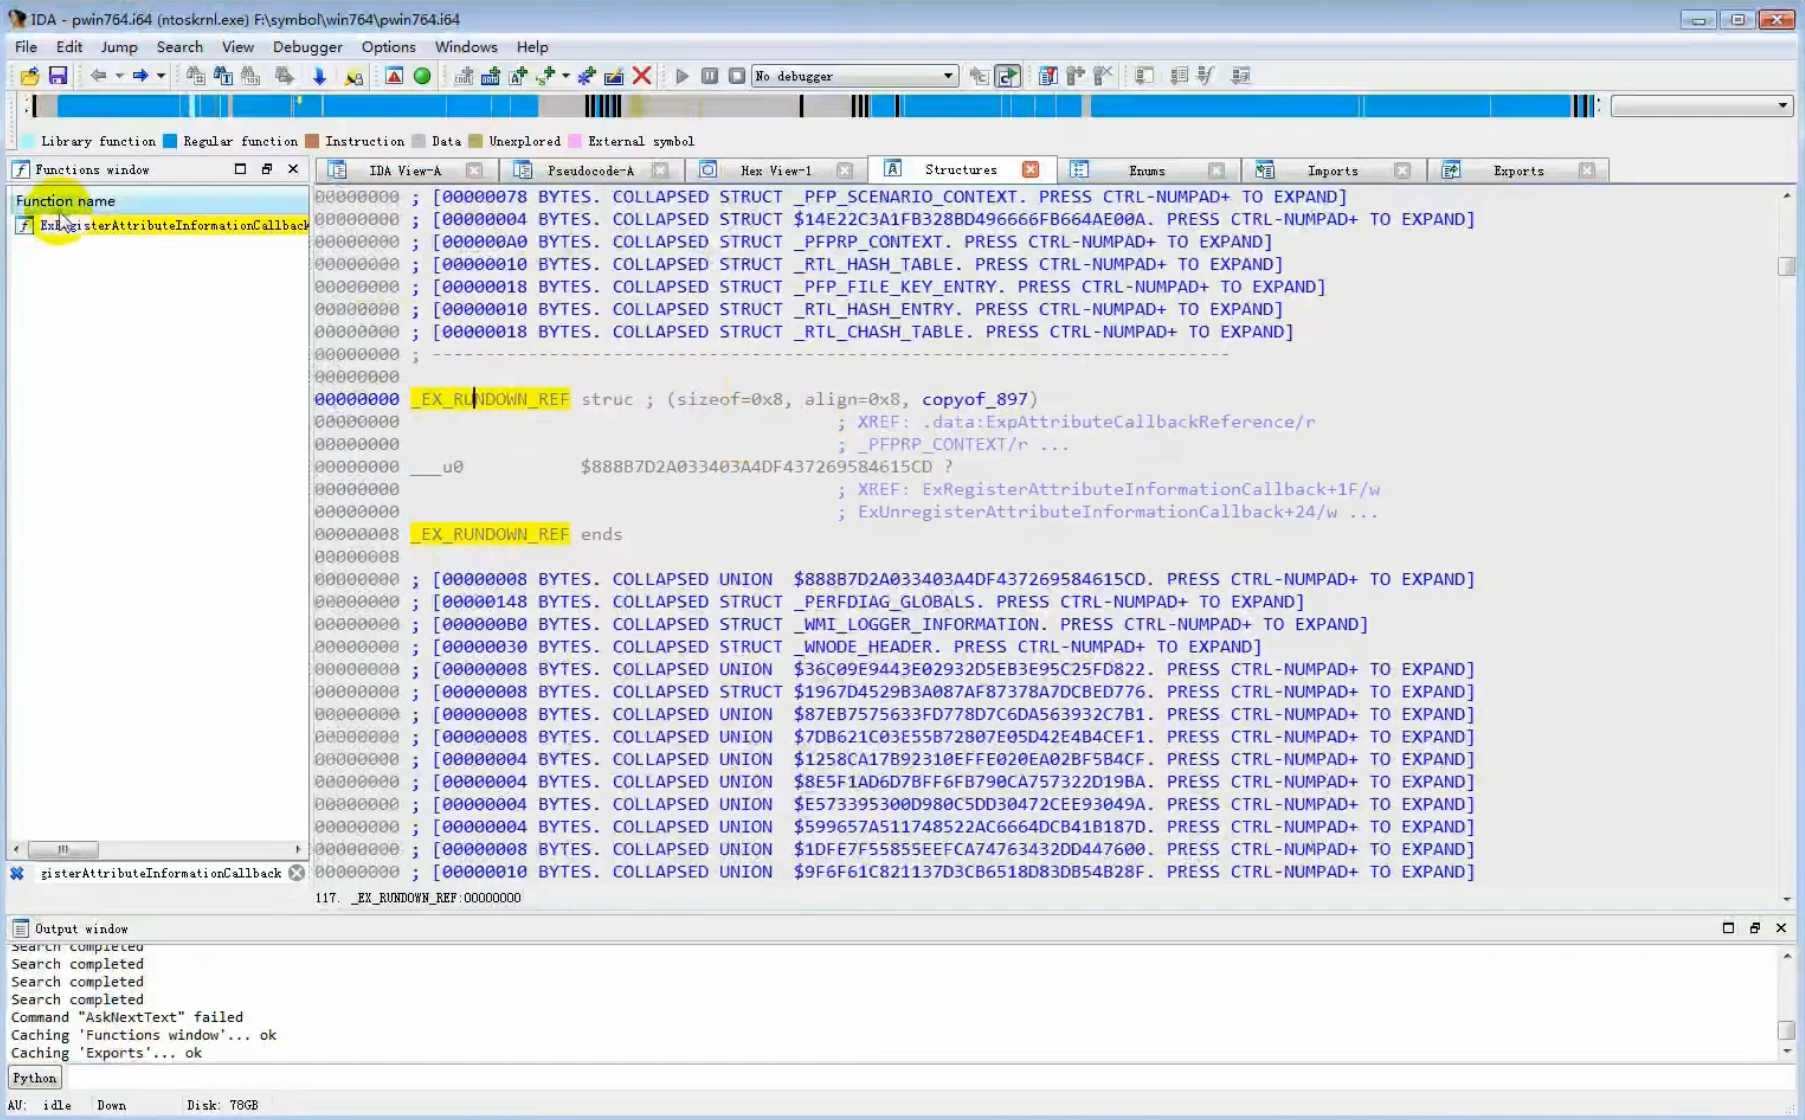 IDA - pwin764.i64 (ntoskrnl.exe) F:\symbol\win764\pwin764.i64
File Edit Jump Search View Debugger Options Windows Help
No debugger
Library function Regular function Instruction Data Unexplored External symbol
Functions window
IDA View-A Pseudocode-A Hex View-1 Structures Enums Imports Exports
Function name
ExRegisterAttributeInformationCallback
00000000 ; [00000078 BYTES. COLLAPSED STRUCT _PFP_SCENARIO_CONTEXT. PRESS CTRL-NUMPAD+ TO EXPAND]
00000000 ; [00000004 BYTES. COLLAPSED STRUCT $14E22C3A1FB328BD496666FB664AE00A. PRESS CTRL-NUMPAD+ TO EXPAND]
00000000 ; [000000A0 BYTES. COLLAPSED STRUCT _PFPRP_CONTEXT. PRESS CTRL-NUMPAD+ TO EXPAND]
00000000 ; [00000010 BYTES. COLLAPSED STRUCT _RTL_HASH_TABLE. PRESS CTRL-NUMPAD+ TO EXPAND]
00000000 ; [00000018 BYTES. COLLAPSED STRUCT _PFP_FILE_KEY_ENTRY. PRESS CTRL-NUMPAD+ TO EXPAND]
00000000 ; [00000010 BYTES. COLLAPSED STRUCT _RTL_HASH_ENTRY. PRESS CTRL-NUMPAD+ TO EXPAND]
00000000 ; [00000018 BYTES. COLLAPSED STRUCT _RTL_CHASH_TABLE. PRESS CTRL-NUMPAD+ TO EXPAND]
00000000 ; ---------------------------------------------------------------------------
00000000
00000000 _EX_RUNDOWN_REF struc ; (sizeof=0x8, align=0x8, copyof_897)
00000000 ; XREF: .data:ExpAttributeCallbackReference/r
00000000 ; _PFPRP_CONTEXT/r ...
00000000 ___u0 $888B7D2A033403A4DF437269584615CD ?
00000000 ; XREF: ExRegisterAttributeInformationCallback+1F/w
00000000 ; ExUnregisterAttributeInformationCallback+24/w ...
00000008 _EX_RUNDOWN_REF ends
00000008
00000000 ; [00000008 BYTES. COLLAPSED UNION $888B7D2A033403A4DF437269584615CD. PRESS CTRL-NUMPAD+ TO EXPAND]
00000000 ; [00000148 BYTES. COLLAPSED STRUCT _PERFDIAG_GLOBALS. PRESS CTRL-NUMPAD+ TO EXPAND]
00000000 ; [000000B0 BYTES. COLLAPSED STRUCT _WMI_LOGGER_INFORMATION. PRESS CTRL-NUMPAD+ TO EXPAND]
00000000 ; [00000030 BYTES. COLLAPSED STRUCT _WNODE_HEADER. PRESS CTRL-NUMPAD+ TO EXPAND]
00000000 ; [00000008 BYTES. COLLAPSED UNION $36C09E9443E02932D5EB3E95C25FD822. PRESS CTRL-NUMPAD+ TO EXPAND]
00000000 ; [00000008 BYTES. COLLAPSED STRUCT $1967D4529B3A087AF87378A7DCBED776. PRESS CTRL-NUMPAD+ TO EXPAND]
00000000 ; [00000008 BYTES. COLLAPSED UNION $87EB7575633FD778D7C6DA563932C7B1. PRESS CTRL-NUMPAD+ TO EXPAND]
00000000 ; [00000008 BYTES. COLLAPSED UNION $7DB621C03E55B72807E05D42E4B4CEF1. PRESS CTRL-NUMPAD+ TO EXPAND]
00000000 ; [00000004 BYTES. COLLAPSED UNION $1258CA17B92310EFFE020EA02BF5B4CF. PRESS CTRL-NUMPAD+ TO EXPAND]
00000000 ; [00000004 BYTES. COLLAPSED UNION $8E5F1AD6D7BFF6FB790CA757322D19BA. PRESS CTRL-NUMPAD+ TO EXPAND]
00000000 ; [00000004 BYTES. COLLAPSED UNION $E573395300D980C5DD30472CEE93049A. PRESS CTRL-NUMPAD+ TO EXPAND]
00000000 ; [00000004 BYTES. COLLAPSED UNION $599657A511748522AC6664DCB41B187D. PRESS CTRL-NUMPAD+ TO EXPAND]
00000000 ; [00000008 BYTES. COLLAPSED UNION $1DFE7F55855EEFCA74763432DD447600. PRESS CTRL-NUMPAD+ TO EXPAND]
00000000 ; [00000010 BYTES. COLLAPSED UNION $9F6F61C821137D3CB6518D83DB54B28F. PRESS CTRL-NUMPAD+ TO EXPAND]
gisterAttributeInformationCallback
117. _EX_RUNDOWN_REF:00000000
Output window
Search completed
Search completed
Search completed
Search completed
Command "AskNextText" failed
Caching 'Functions window'... ok
Caching 'Exports'... ok
Python
AU: idle Down Disk: 78GB